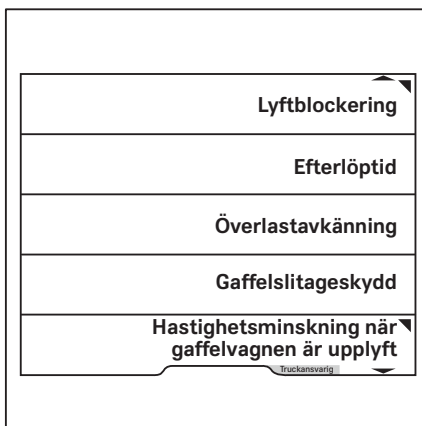 Lyftblockering
Efterlöptid
Överlastavkänning
Gaffelslitageskydd
Hastighetsminskning när
gaffelvagnen är upplyft
Truckansvarig